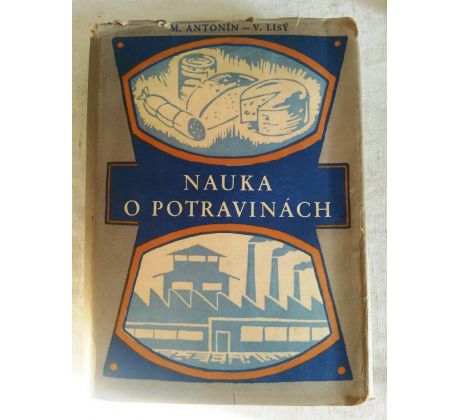 M. ANTONÍN – V. LISÝ
NAUKA
O POTRAVINÁCH